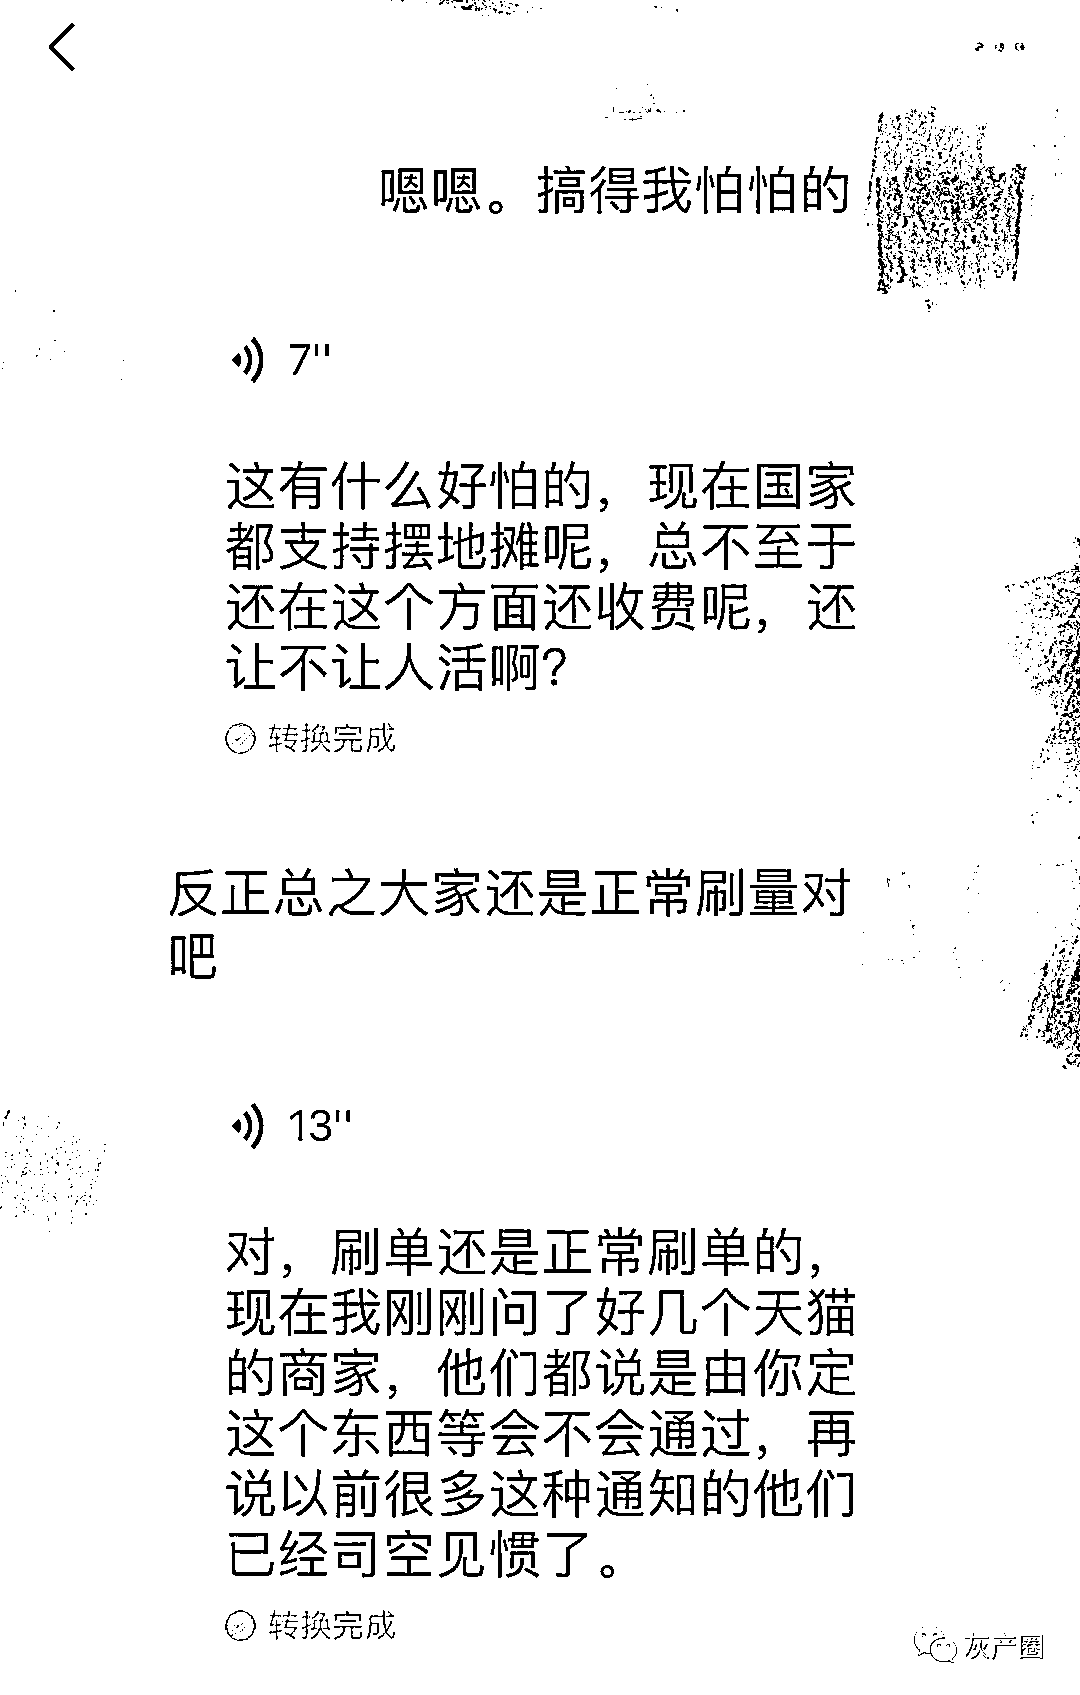 嗯嗯。搞得我怕怕的
7"
这有什么好怕的，现在国家
都支持摆地摊呢，总不至于
还在这个方面还收费呢，还
让不让人活啊？
转换完成
反正总之大家还是正常刷量对
吧
13"
对，刷单还是正常刷单的，
现在我刚刚问了好几个天猫
的商家，他们都说是由你定
这个东西等会不会通过，再
说以前很多这种通知的他们
已经司空见惯了。
转换完成
灰产圈